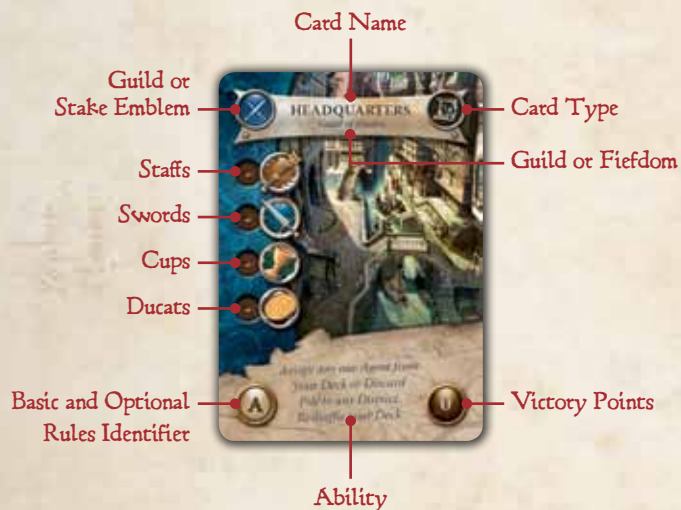 Card Name
Guild or
Stake Emblem
HEADQUARTERS
Card Type
Guild or Fiefdom
Staffs
Swords
Cups
Ducats
Assign any one Agent from
Your Deck or Discard
Pile to any District.
Reshuffle your Deck
Basic and Optional
Rules Identifier
A
0
Victory Points
Ability